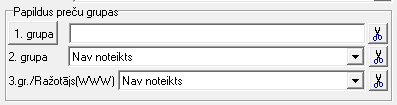 Papildus preču grupas
1. grupa
2. grupa Nav noteikts
3.gr./Ražotājs(WWW) Nav noteikts